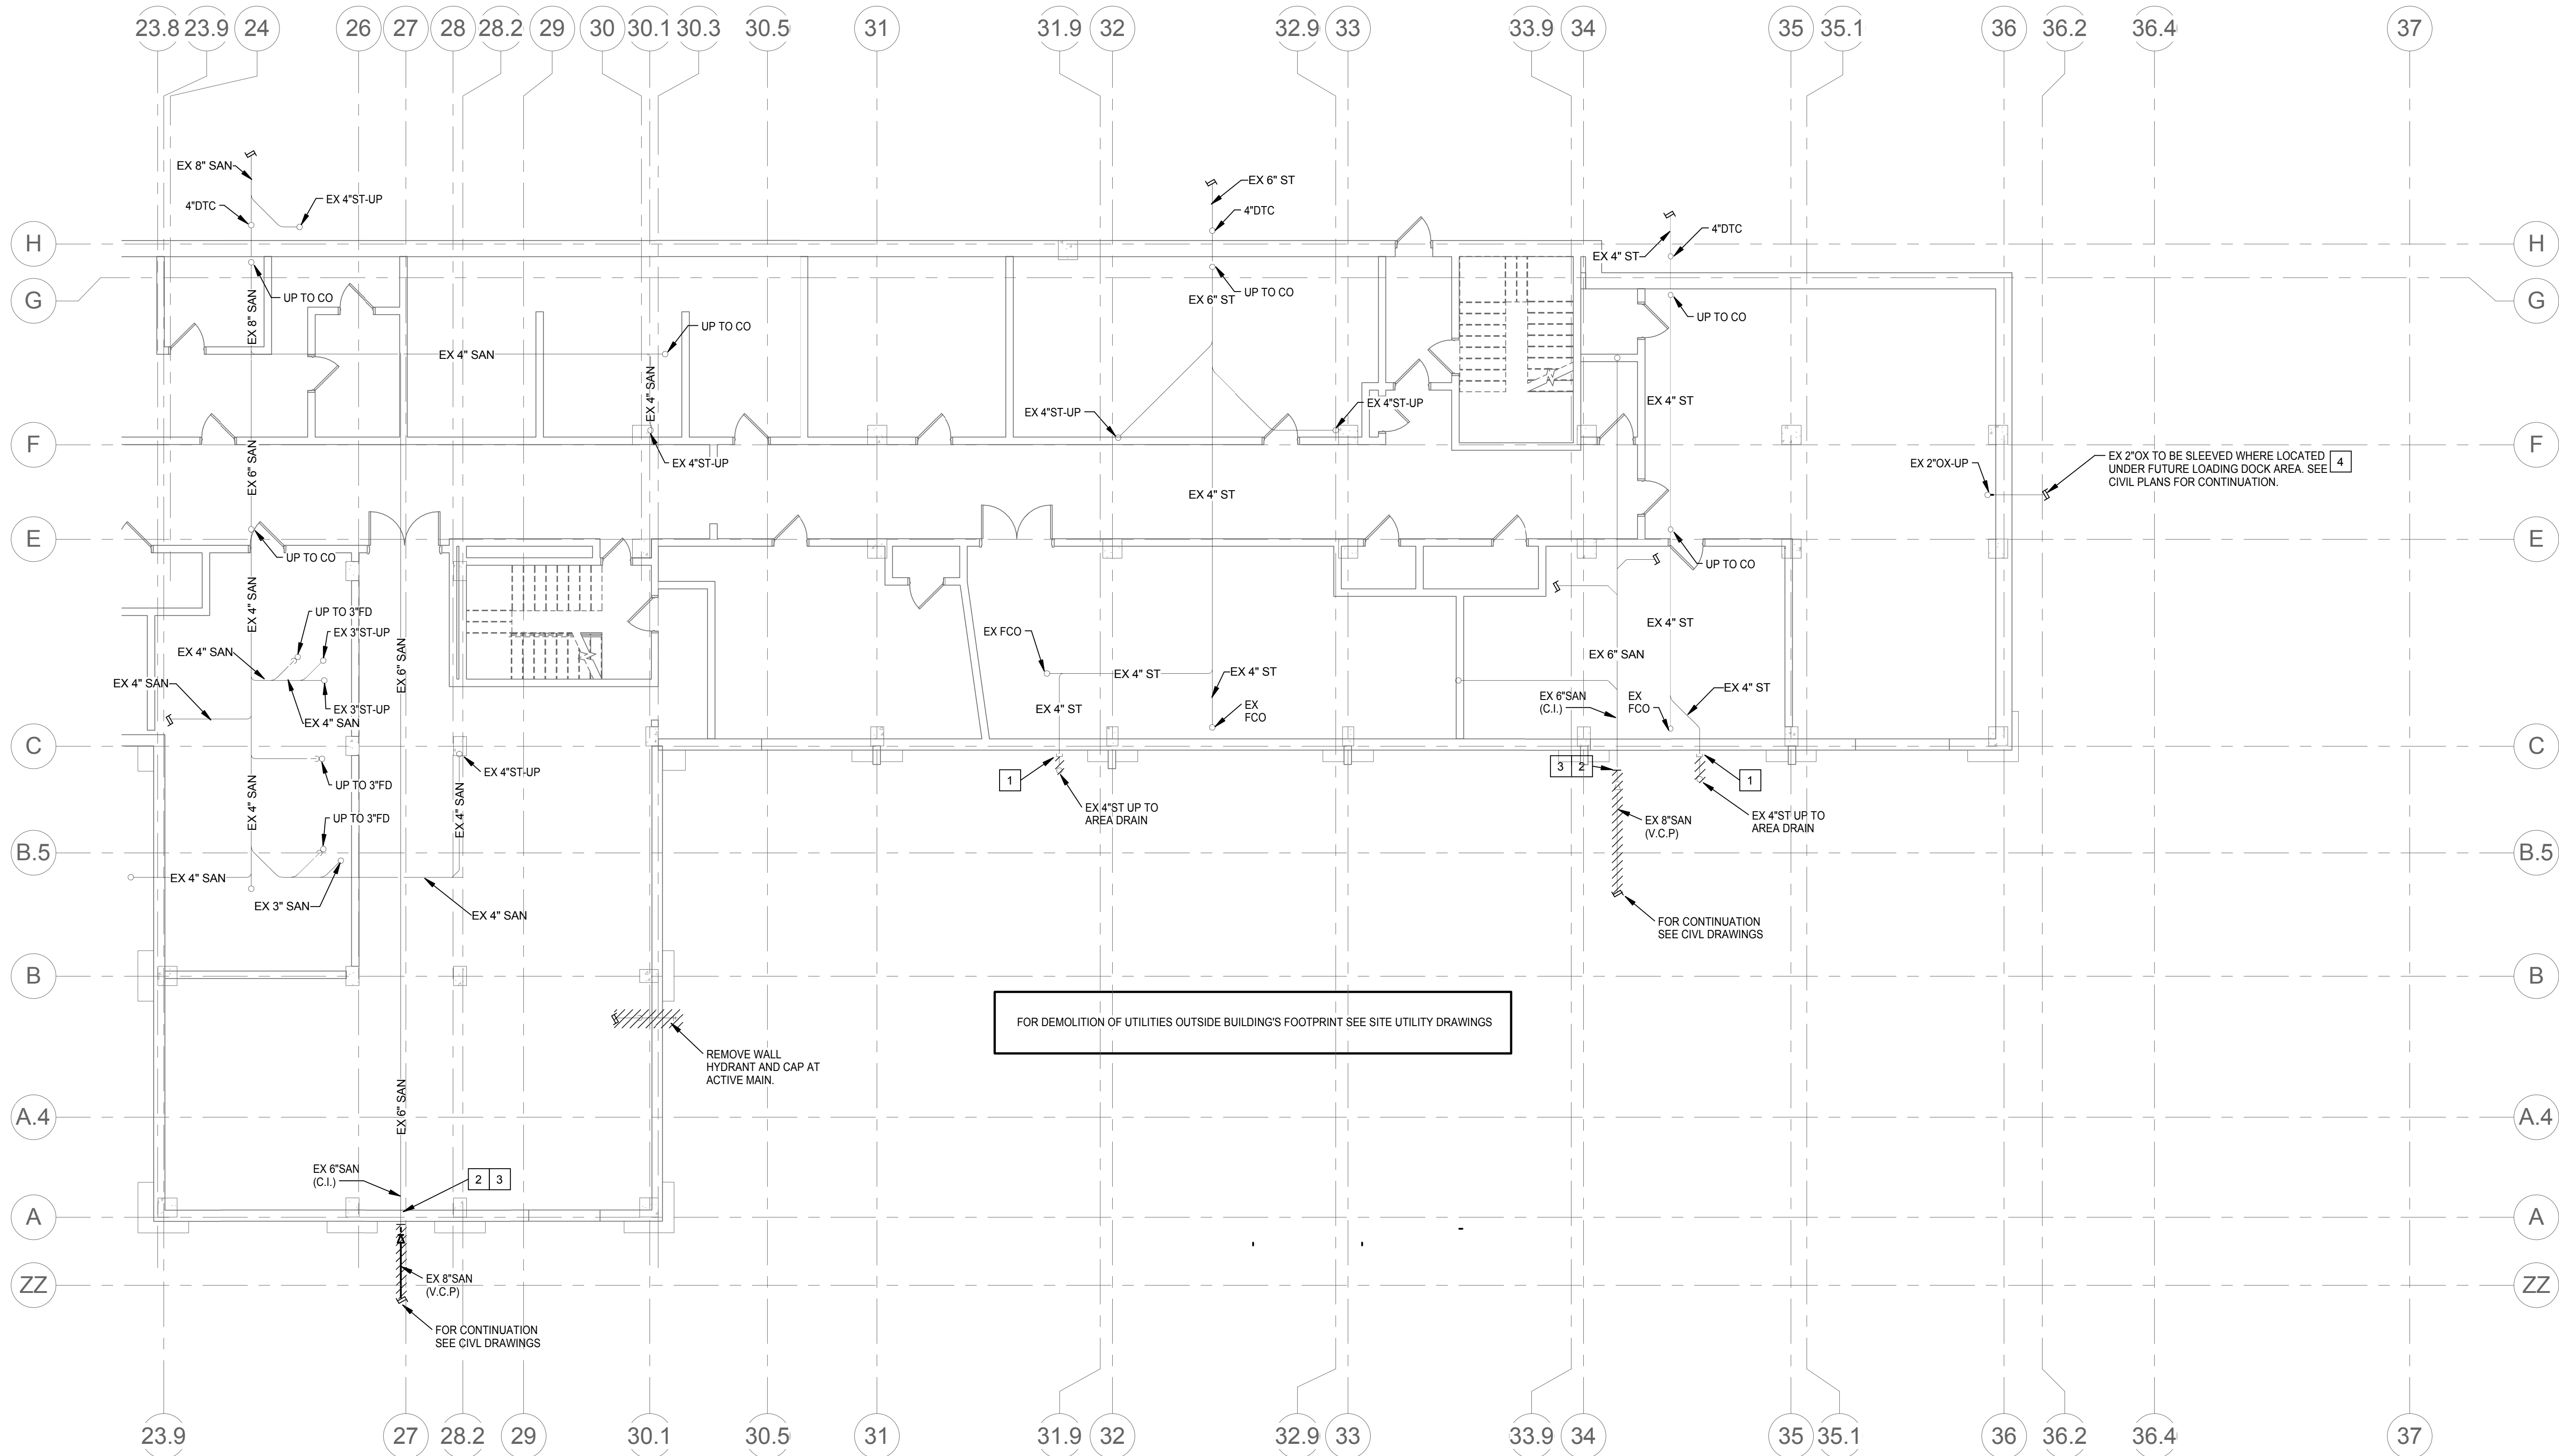 23.8
23.9
24
26
27
28
28.2
29
30
30.1
30.3
30.5
31
31.9
32
32.9
33
33.9
34
35
35.1
36
36.2
36.4
37
EX 8" SAN
4"DTC
EX 4"ST-UP
EX 6" ST
4"DTC
4"DTC
EX 4" ST
H
H
G
G
UP TO CO
EX 8" SAN
UP TO CO
EX 6" ST
UP TO CO
UP TO CO
EX 4" SAN
EX 4" SAN
EX 4"ST-UP
EX 4"ST-UP
EX 4" ST
F
F
EX 6" SAN
EX 4"ST-UP
EX 4" ST
EX 2"OX-UP
EX 2"OX TO BE SLEEVED WHERE LOCATED
UNDER FUTURE LOADING DOCK AREA. SEE
CIVIL PLANS FOR CONTINUATION.
4
E
E
UP TO CO
UP TO CO
EX 4" SAN
UP TO 3"FD
EX 3"ST-UP
EX 4" SAN
EX 4" SAN
EX 3"ST-UP
EX 4" SAN
EX 6" SAN
EX FCO
EX 4" ST
EX 4" ST
EX 4" ST
EX
FCO
EX 4" ST
EX 6" SAN
EX 6"SAN
(C.I.)
EX
FCO
EX 4" ST
C
C
EX 4"ST-UP
UP TO 3"FD
EX 4" SAN
EX 4" SAN
UP TO 3"FD
1
EX 4"ST UP TO
AREA DRAIN
3
2
EX 8"SAN
(V.C.P)
1
EX 4"ST UP TO
AREA DRAIN
B.5
B.5
EX 4" SAN
EX 3" SAN
EX 4" SAN
FOR CONTINUATION
SEE CIVL DRAWINGS
B
B
FOR DEMOLITION OF UTILITIES OUTSIDE BUILDING'S FOOTPRINT SEE SITE UTILITY DRAWINGS
REMOVE WALL
HYDRANT AND CAP AT
ACTIVE MAIN.
A.4
A.4
EX 6" SAN
EX 6"SAN
(C.I.)
2
3
A
A
ZZ
ZZ
EX 8"SAN
(V.C.P)
FOR CONTINUATION
SEE CIVL DRAWINGS
23.9
27
28.2
29
30.1
30.5
31
31.9
32
32.9
33
33.9
34
35
35.1
36
36.2
36.4
37